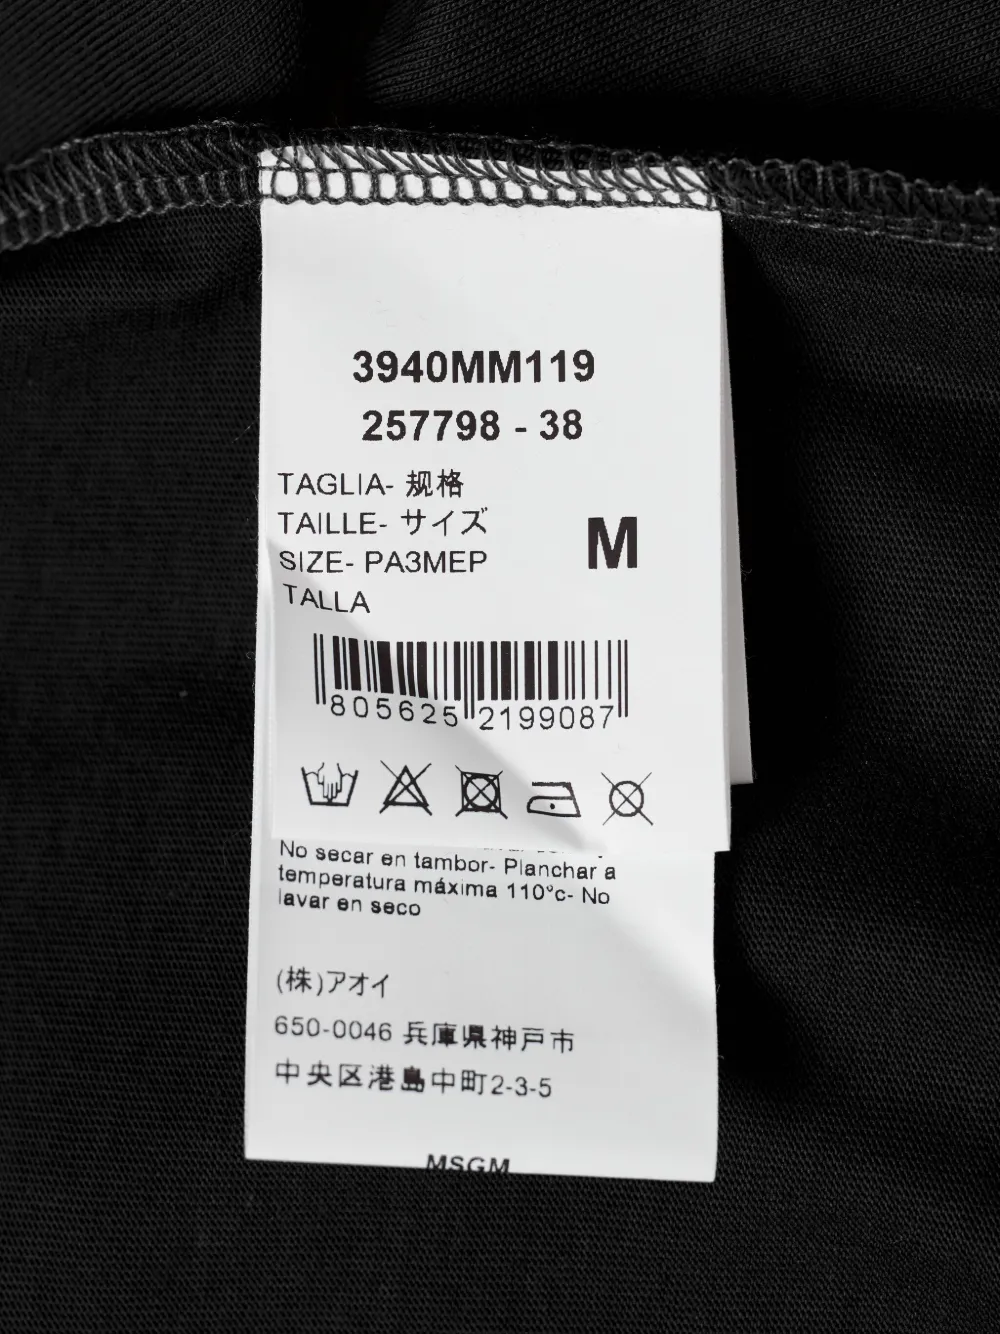 3940MM119
257798 - 38
TAGLIA- 规格
TAILLE- サイズ
SIZE- PA3MEP
TALLA
M
805625 2199087
No secar en tambor- Planchar a
temperatura máxima 110°c- No
lavar en seco
(株)アオイ
650-0046 兵庫県神戸市
中央区港島中町2-3-5
MSGM